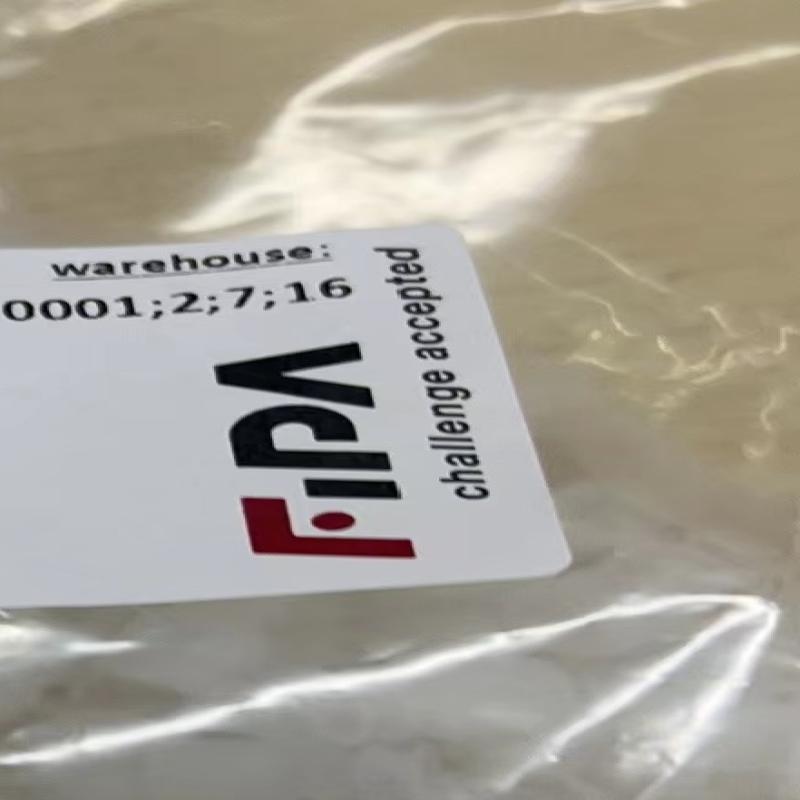 warehouse:
0001;2;7;16
FIPA
challenge accepted